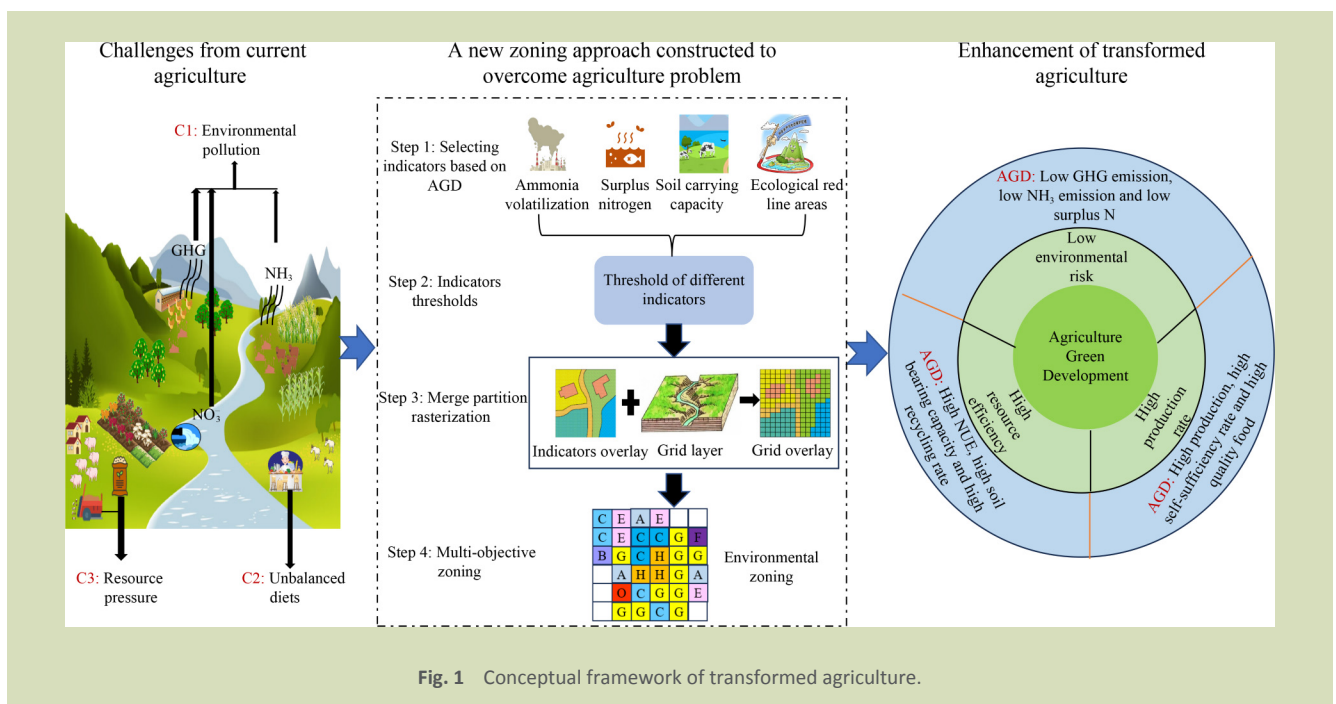 Challenges from current
agriculture
C1: Environmental
pollution
GHG
NH3
NO3
C3: Resource
pressure
C2: Unbalanced
diets
A new zoning approach constructed to
overcome agriculture problem
Step 1: Selecting
indicators based on
AGD
Ammonia
volatilization
Surplus
nitrogen
Soil carrying
capacity
Ecological red
line areas
Step 2: Indicators
thresholds
Threshold of different
indicators
Step 3: Merge partition
rasterization
Indicators overlay
Grid layer
Grid overlay
Step 4: Multi-objective
zoning
C E A E
C E C C G F
B G C H G G
A H H G A
O C G G E
G G C G
Environmental
zoning
Enhancement of transformed
agriculture
AGD: Low GHG emission,
low NH3 emission and low
surplus N
Low
environmental
risk
Agriculture
Green
Development
High
resource
efficiency
High
production
rate
AGD: High NUE, high soil
bearing capacity and high
recycling rate
AGD: High production, high
self-sufficiency rate and high
quality food
Fig. 1 Conceptual framework of transformed agriculture.